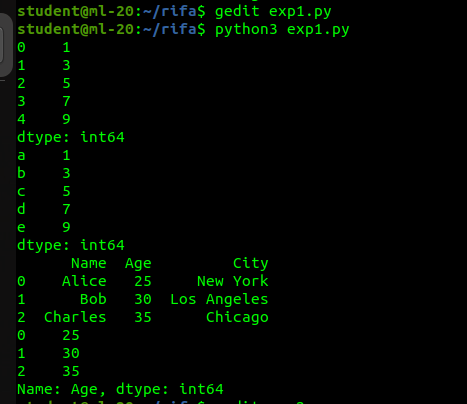 student@ml-20:~/rifa$ gedit exp1.py
student@ml-20:~/rifa$ python3 exp1.py
0    1
1    3
2    5
3    7
4    9
dtype: int64
a    1
b    3
c    5
d    7
e    9
dtype: int64
      Name  Age         City
0    Alice   25     New York
1      Bob   30  Los Angeles
2  Charles   35      Chicago
0    25
1    30
2    35
Name: Age, dtype: int64